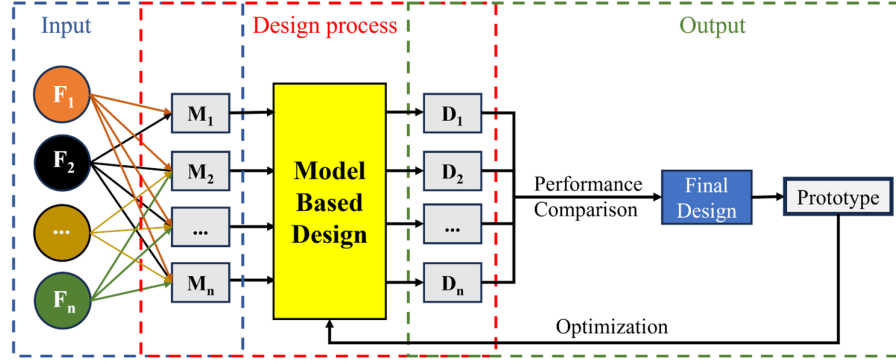 Input
Design process
Output
F1
F2
...
Fn
M1
M2
...
Mn
Model
Based
Design
D1
D2
...
Dn
Performance
Comparison
Final
Design
Prototype
Optimization